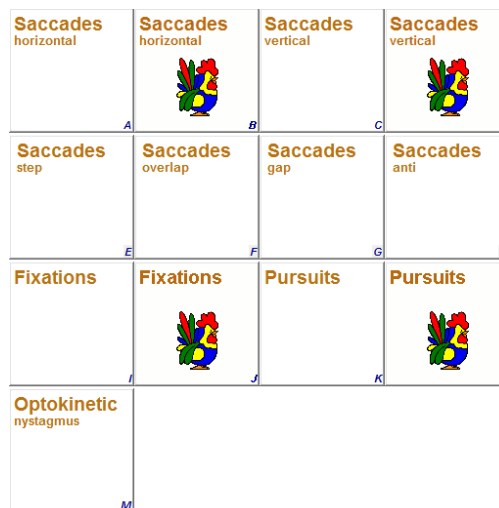 Saccades
horizontal
A
Saccades
horizontal
B
Saccades
vertical
C
Saccades
vertical
Saccades
step
E
Saccades
overlap
F
Saccades
gap
G
Saccades
anti
Fixations
I
Fixations
J
Pursuits
K
Pursuits
Optokinetic
nystagmus
M